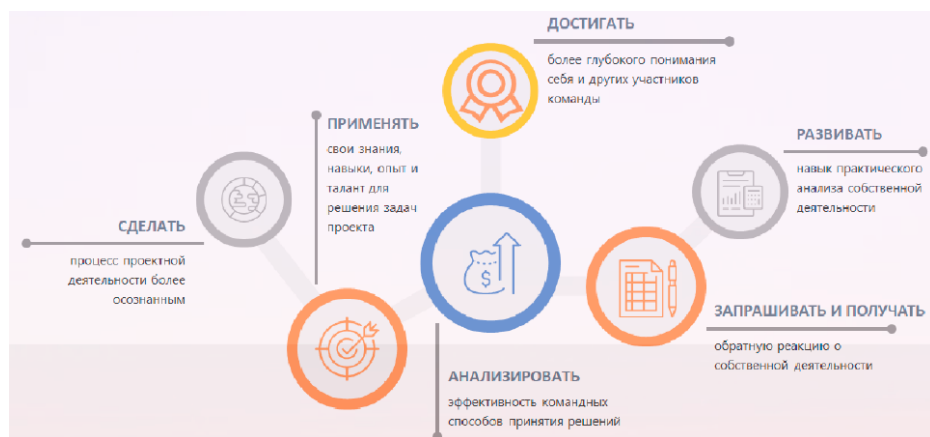 ДОСТИГАТЬ
более глубокого понимания
себя и других участников
команды
ПРИМЕНЯТЬ
свои знания,
навыки, опыт и
талант для
решения задач
проекта
РАЗВИВАТЬ
навык практического
анализа собственной
деятельности
СДЕЛАТЬ
процесс проектной
деятельности более
осознанным
ЗАПРАШИВАТЬ И ПОЛУЧАТЬ
обратную реакцию о
собственной деятельности
АНАЛИЗИРОВАТЬ
эффективность командных
способов принятия решений
$